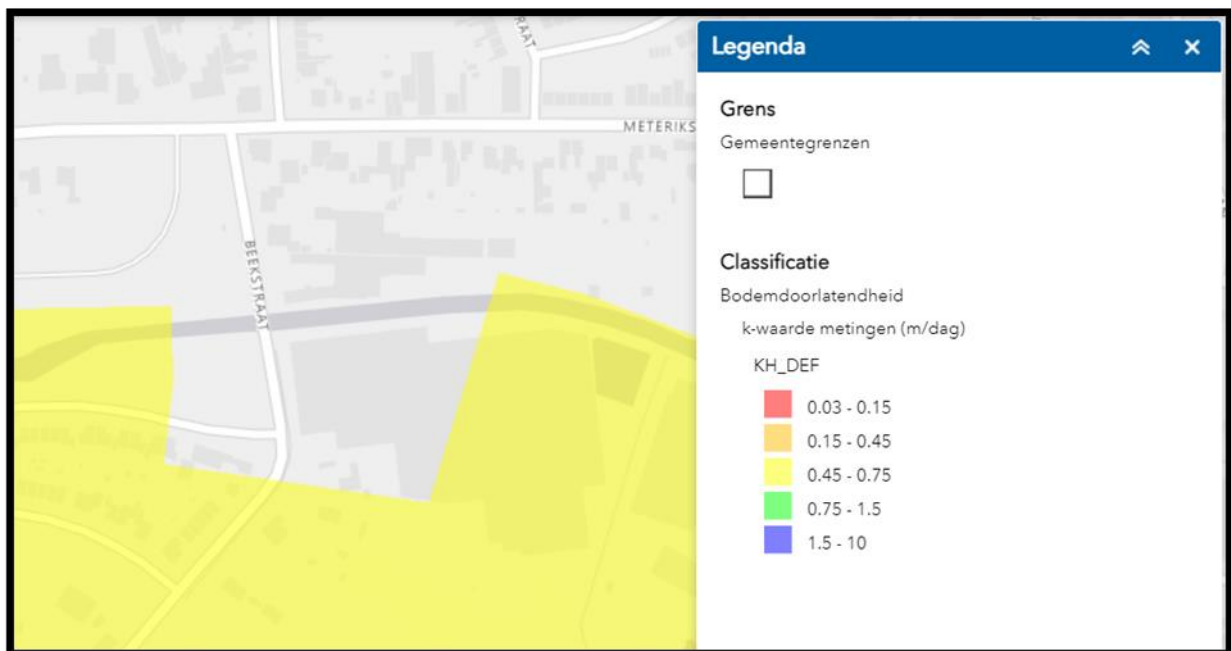 STRAAT
METERIKS
BEEKSTRAAT
Legenda
Grens
Gemeentegrenzen
Classificatie
Bodemdoorlatendheid
k-waarde metingen (m/dag)
KH_DEF
0.03 - 0.15
0.15 - 0.45
0.45 - 0.75
0.75 - 1.5
1.5 - 10